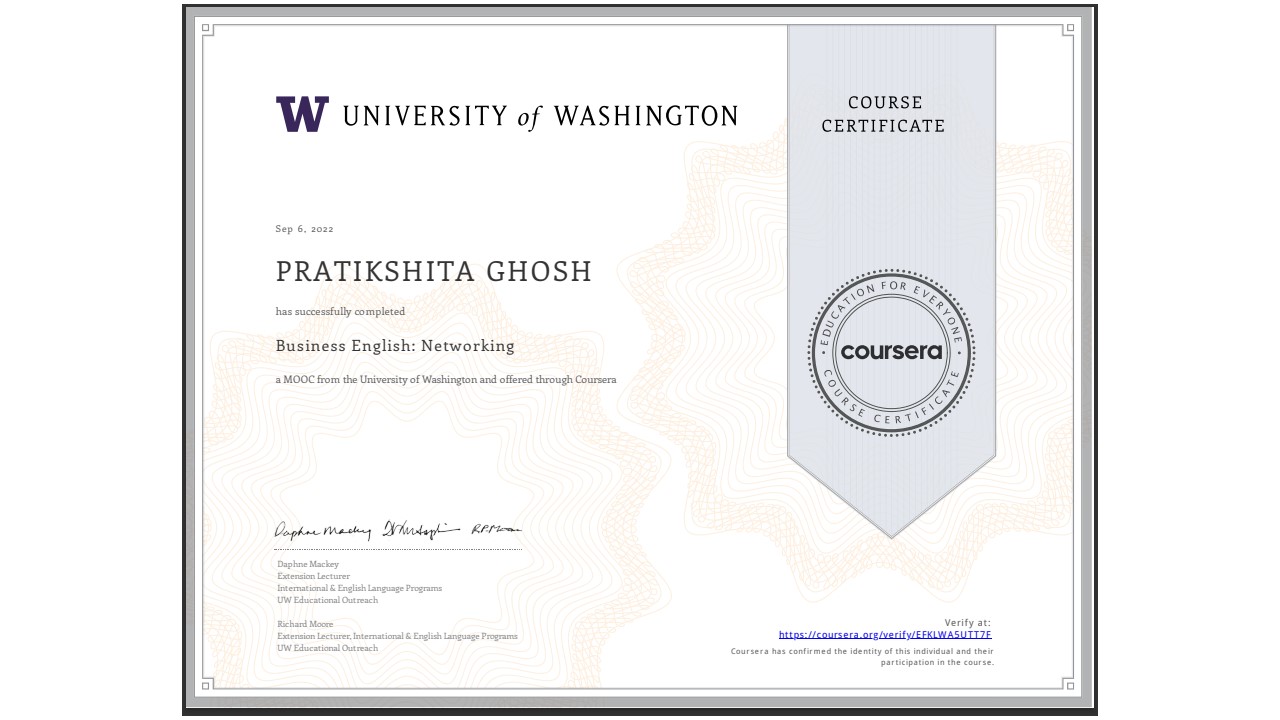 W UNIVERSITY of WASHINGTON
COURSE
CERTIFICATE
Sep 6, 2022
PRATIKSHITA GHOSH
has successfully completed
Business English: Networking
a MOOC from the University of Washington and offered through Coursera
EDUCATION FOR EVERYONE
coursera
COURSE CERTIFICATE
Daphne Mackey
Daphne Mackey
Extension Lecturer
International & English Language Programs
UW Educational Outreach
Richard Moore
Extension Lecturer, International & English Language Programs
UW Educational Outreach
Verify at:
https://coursera.org/verify/EFKLWA5UTT7F
Coursera has confirmed the identity of this individual and their
participation in the course.